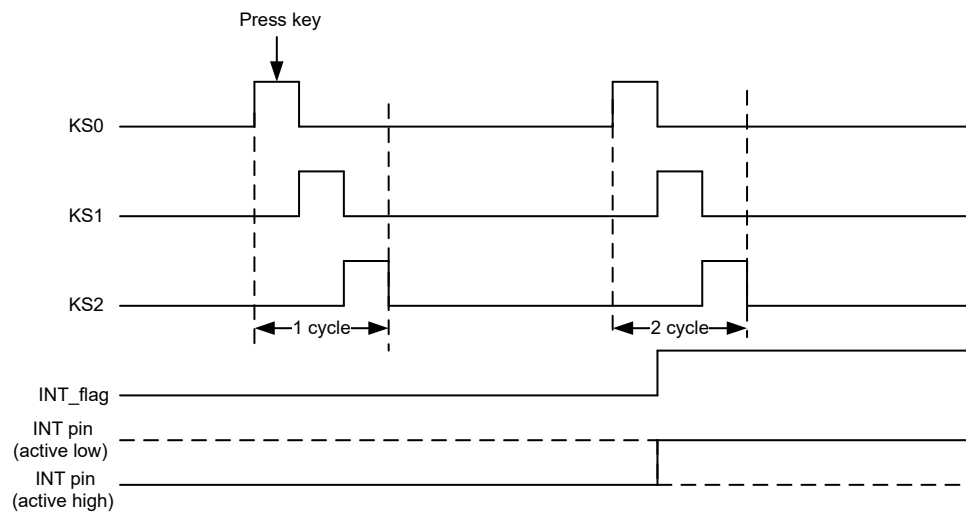 Press key
KS0
KS1
KS2
1 cycle
2 cycle
INT_flag
INT pin
(active low)
INT pin
(active high)